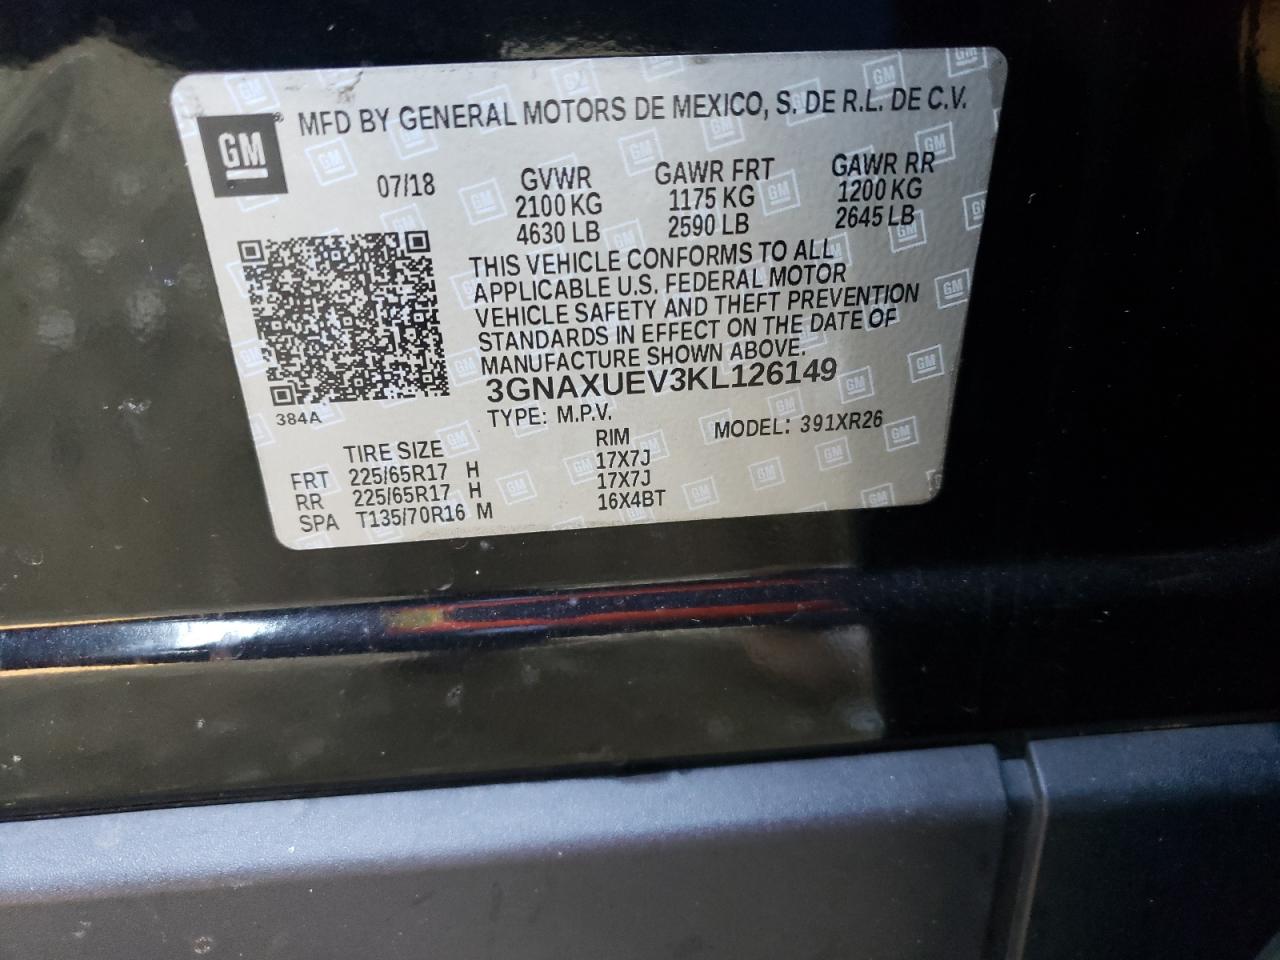 MFD BY GENERAL MOTORS DE MEXICO, S. DE R.L. DE C.V.
GM
07/18 GVWR GAWR FRT GAWR RR
2100 KG 1175 KG 1200 KG
4630 LB 2590 LB 2645 LB
THIS VEHICLE CONFORMS TO ALL
APPLICABLE U.S. FEDERAL MOTOR
VEHICLE SAFETY AND THEFT PREVENTION
STANDARDS IN EFFECT ON THE DATE OF
MANUFACTURE SHOWN ABOVE.
3GNAXUEV3KL126149
384A
TYPE: M.P.V. MODEL: 391XR26
TIRE SIZE RIM
FRT 225/65R17 H 17X7J
RR 225/65R17 H 17X7J
SPA T135/70R16 M 16X4BT